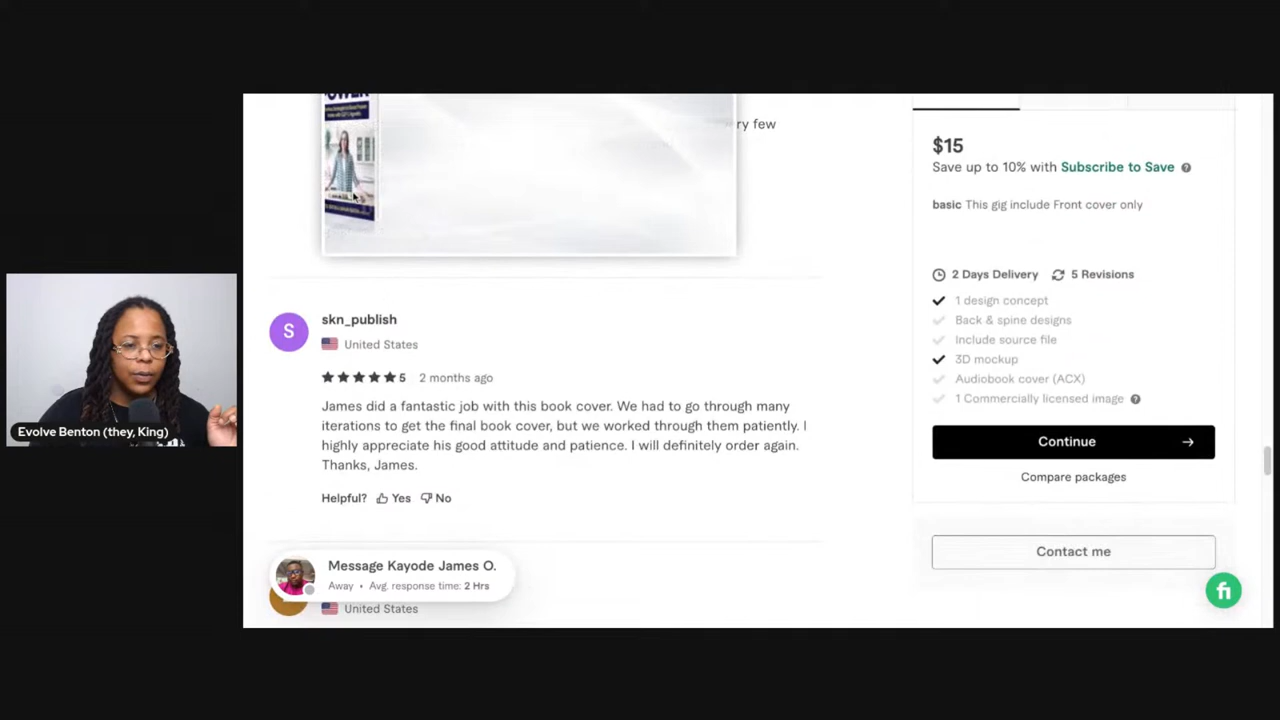 OWER
ry few
$15
Save up to 10% with Subscribe to Save ?
basic This gig include Front cover only
2 Days Delivery 5 Revisions
1 design concept
Back & spine designs
Include source file
3D mockup
Audiobook cover (ACX)
1 Commercially licensed image ?
Continue →
Compare packages
Contact me
S
skn_publish
United States
5 2 months ago
James did a fantastic job with this book cover. We had to go through many
iterations to get the final book cover, but we worked through them patiently. I
highly appreciate his good attitude and patience. I will definitely order again.
Thanks, James.
Helpful? Yes No
Message Kayode James O.
Away • Avg. response time: 2 Hrs
United States
fi
Evolve Benton (they, King)